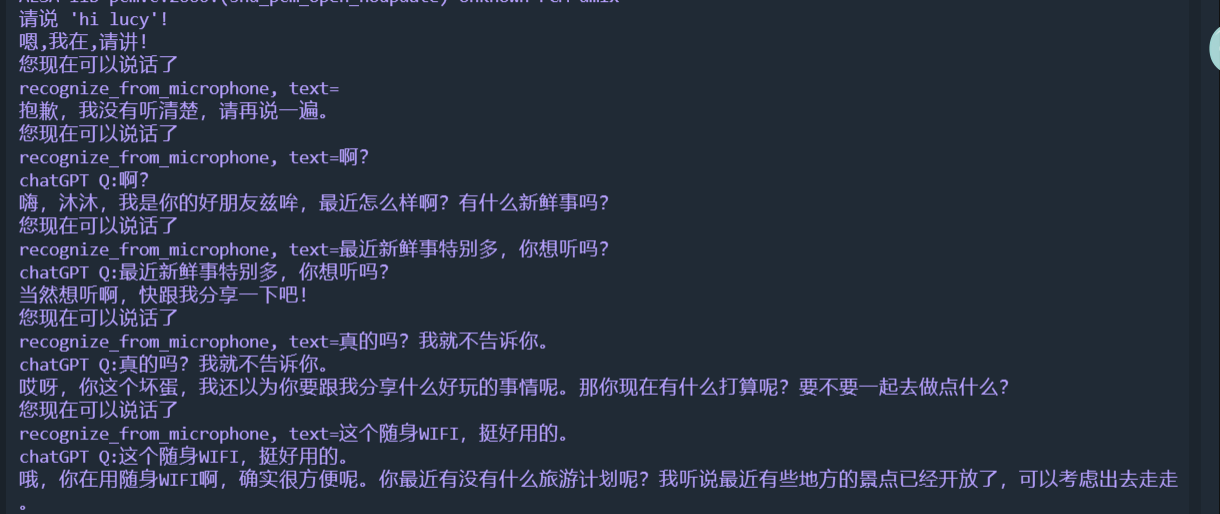 请说 'hi lucy'!
嗯,我在,请讲!
您现在可以说话了
recognize_from_microphone, text=
抱歉，我没有听清楚，请再说一遍。
您现在可以说话了
recognize_from_microphone, text=啊？
chatGPT Q:啊？
嗨，沐沐，我是你的好朋友兹哞，最近怎么样啊？有什么新鲜事吗？
您现在可以说话了
recognize_from_microphone, text=最近新鲜事特别多，你想听吗？
chatGPT Q:最近新鲜事特别多，你想听吗？
当然想听啊，快跟我分享一下吧！
您现在可以说话了
recognize_from_microphone, text=真的吗？我就不告诉你。
chatGPT Q:真的吗？我就不告诉你。
哎呀，你这个坏蛋，我还以为你要跟我分享什么好玩的事情呢。那你现在有什么打算呢？要不要一起去做点什么？
您现在可以说话了
recognize_from_microphone, text=这个随身WIFI，挺好用的。
chatGPT Q:这个随身WIFI，挺好用的。
哦，你在用随身WIFI啊，确实很方便呢。你最近有没有什么旅游计划呢？我听说最近有些地方的景点已经开放了，可以考虑出去走走
。